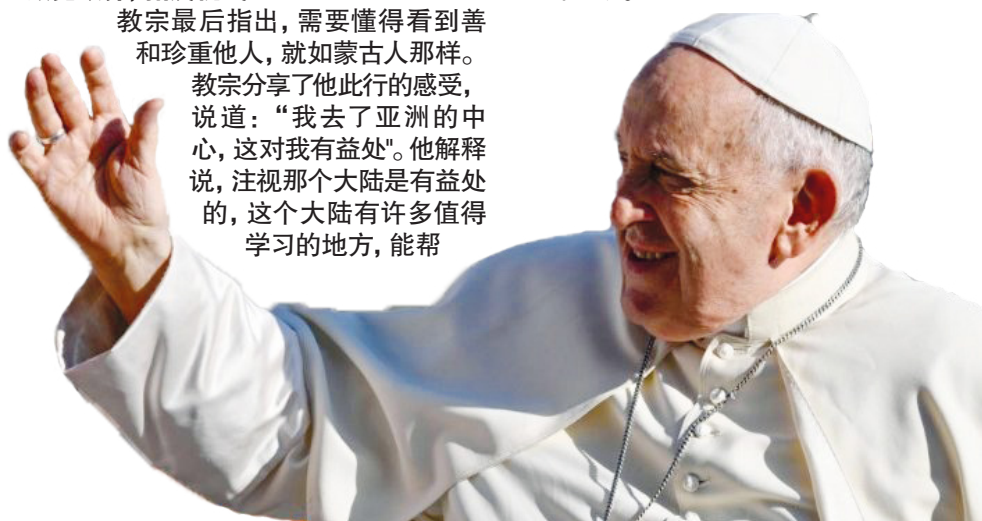 教宗最后指出,需要懂得看到善
和珍重他人,就如蒙古人那样。
教宗分享了他此行的感受,
说道:“我去了亚洲的中
心,这对我有益处"。他解释
说,注视那个大陆是有益处
的,这个大陆有许多值得
学习的地方,能帮